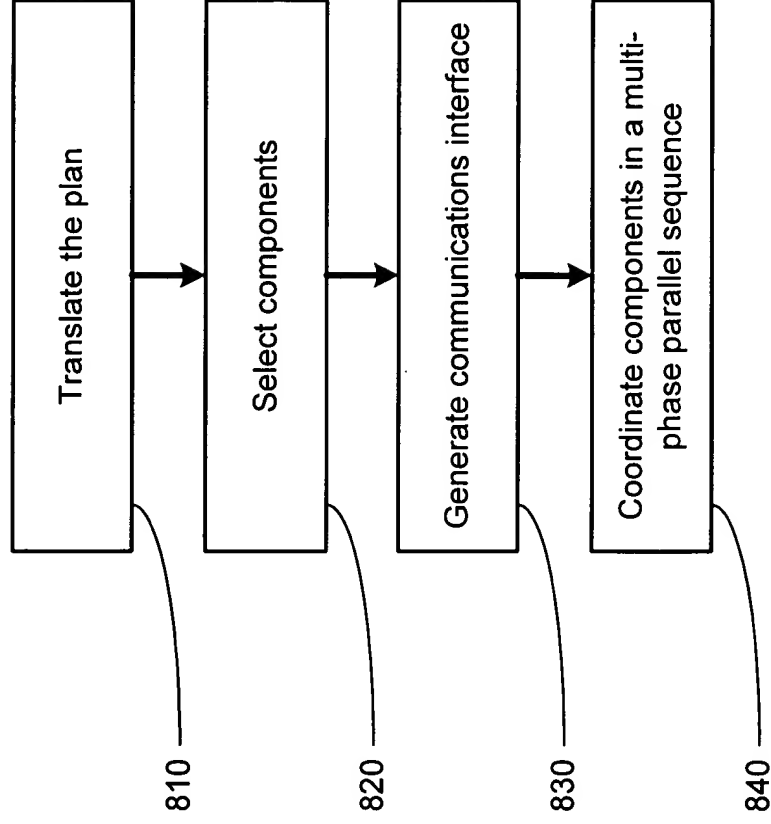 Translate the plan
810
Select components
820
Generate communications interface
830
Coordinate components in a multi-
phase parallel sequence
840